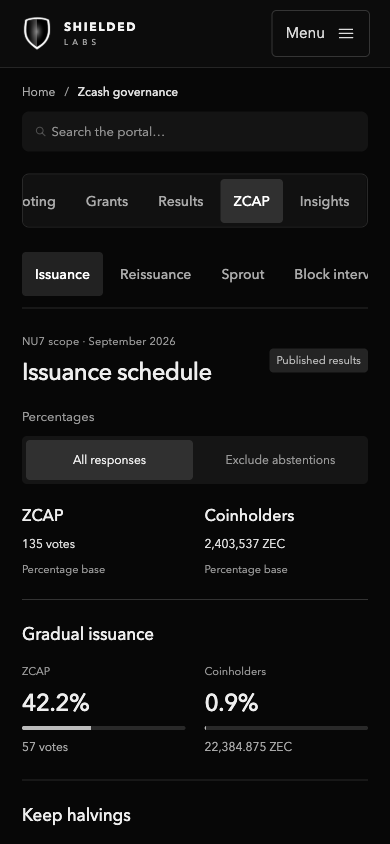 SHIELDED
LABS
Menu
Home / Zcash governance
Search the portal...
oting Grants Results ZCAP Insights
Issuance Reissuance Sprout Block interv
NU7 scope · September 2026
Issuance schedule
Published results
Percentages
All responses Exclude abstentions
ZCAP Coinholders
135 votes 2,403,537 ZEC
Percentage base Percentage base
Gradual issuance
ZCAP Coinholders
42.2% 0.9%
57 votes 22,384.875 ZEC
Keep halvings